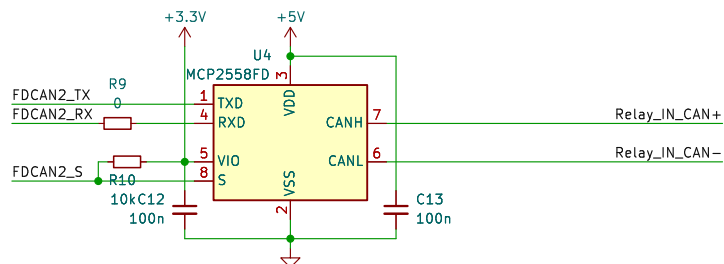 +3.3V
+5V
U4
MCP2558FD
R9
0
FDCAN2_TX
FDCAN2_RX
FDCAN2_S
1
TXD
4
RXD
5
VIO
8
S
3
VDD
CANH
7
CANL
6
VSS
2
Relay_IN_CAN+
Relay_IN_CAN-
R10
10k
C12
100n
C13
100n